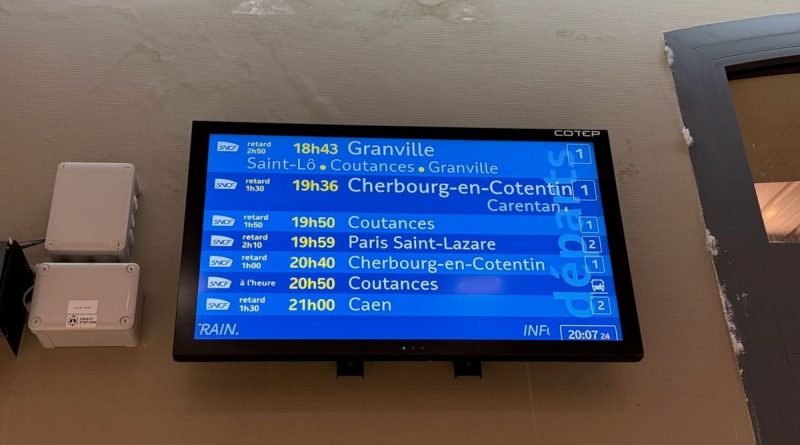 COTEP
SNCF retard 2h50 18h43 Granville 1
Saint-Lô • Coutances • Granville
SNCF retard 1h30 19h36 Cherbourg-en-Cotentin 1
Carentan
SNCF retard 1h50 19h50 Coutances 1
SNCF retard 2h10 19h59 Paris Saint-Lazare 2
SNCF retard 1h00 20h40 Cherbourg-en-Cotentin 1
SNCF à l'heure 20h50 Coutances
SNCF retard 1h30 21h00 Caen 2
départs
TRAIN. INFO 20:07 24
SMART STATION